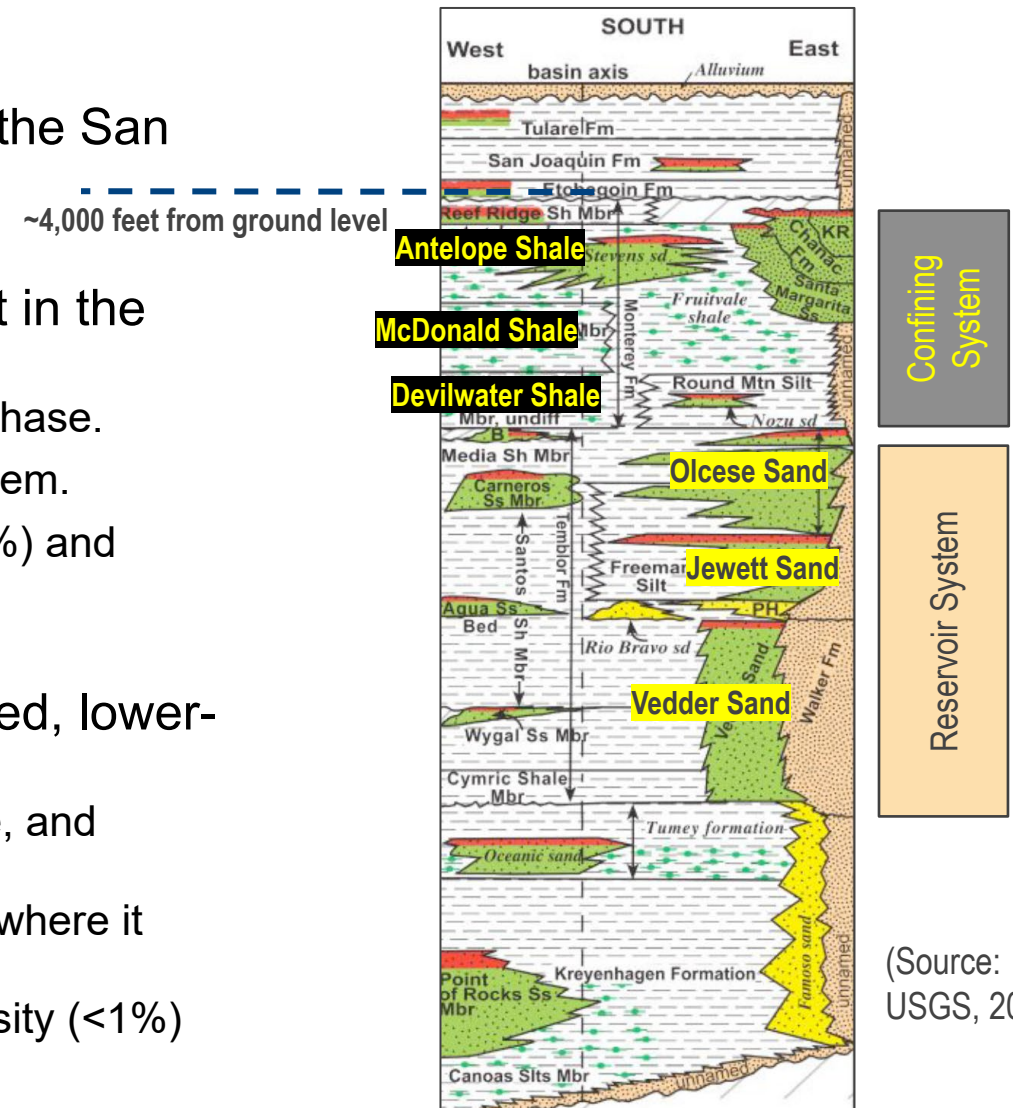 the San
~4,000 feet from ground level
t in the
hase.
em.
%) and
ed, lower-
e, and
where it
sity (<1%)
SOUTH
West
East
basin axis
Alluvium
Tulare Fm
San Joaquin Fm
Etchegoin Fm
Reef Ridge Sh Mbr
Antelope Shale
Stevens sd
KR
Chanac
Fm
Santa
Margarita
Ss
Fruitvale
shale
McDonald Shale
Mbr
Monterey Fm
Devilwater Shale
Mbr, undiff
Round Mtn Silt
Nozu sd
B
Media Sh Mbr
Olcese Sand
Carneros
Ss Mbr
Temblor Fm
Santos Sh Mbr
Freeman
Silt
Jewett Sand
Agua Ss
Bed
PH
Rio Bravo sd
Vedder Sand
Sand
Walker Fm
Wygal Ss Mbr
Cymric Shale
Mbr
Tumey formation
Oceanic sand
Famoso sand
Point
of Rocks Ss
Mbr
Kreyenhagen Formation
Canoas Slts Mbr
unnamed
unnamed
unnamed
unnamed
Confining
System
Reservoir System
(Source:
USGS, 20